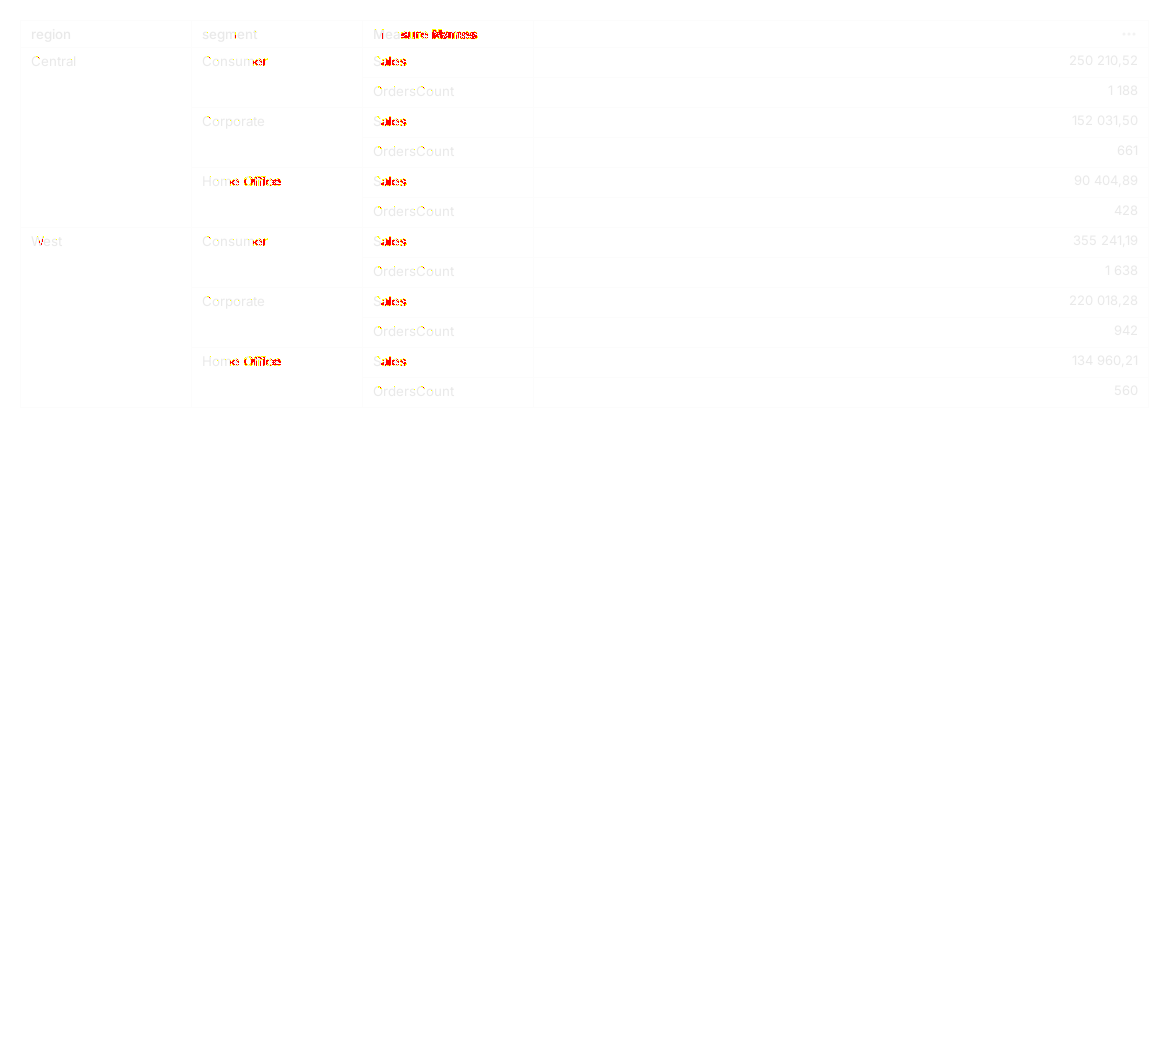 region segment Measure Names ...
Central Consumer Sales 250 210,52
OrdersCount 1 188
Corporate Sales 152 031,50
OrdersCount 661
Home Office Sales 90 404,89
OrdersCount 428
West Consumer Sales 355 241,19
OrdersCount 1 638
Corporate Sales 220 018,28
OrdersCount 942
Home Office Sales 134 960,21
OrdersCount 560